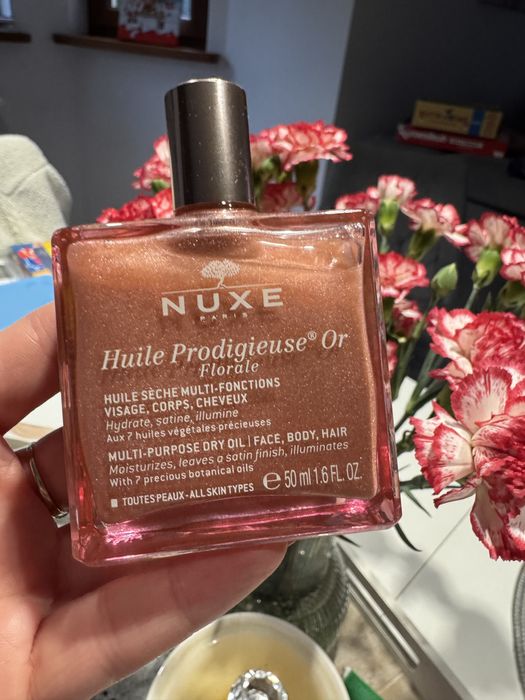 NUXE
PARIS
Huile Prodigieuse® Or
Florale
HUILE SÈCHE MULTI-FONCTIONS
VISAGE, CORPS, CHEVEUX
Hydrate, satine, illumine
Aux 7 huiles végétales précieuses
MULTI-PURPOSE DRY OIL | FACE, BODY, HAIR
Moisturizes, leaves a satin finish, illuminates
With 7 precious botanical oils
TOUTES PEAUX - ALL SKIN TYPES ℮ 50 ml 1.6 FL. OZ.